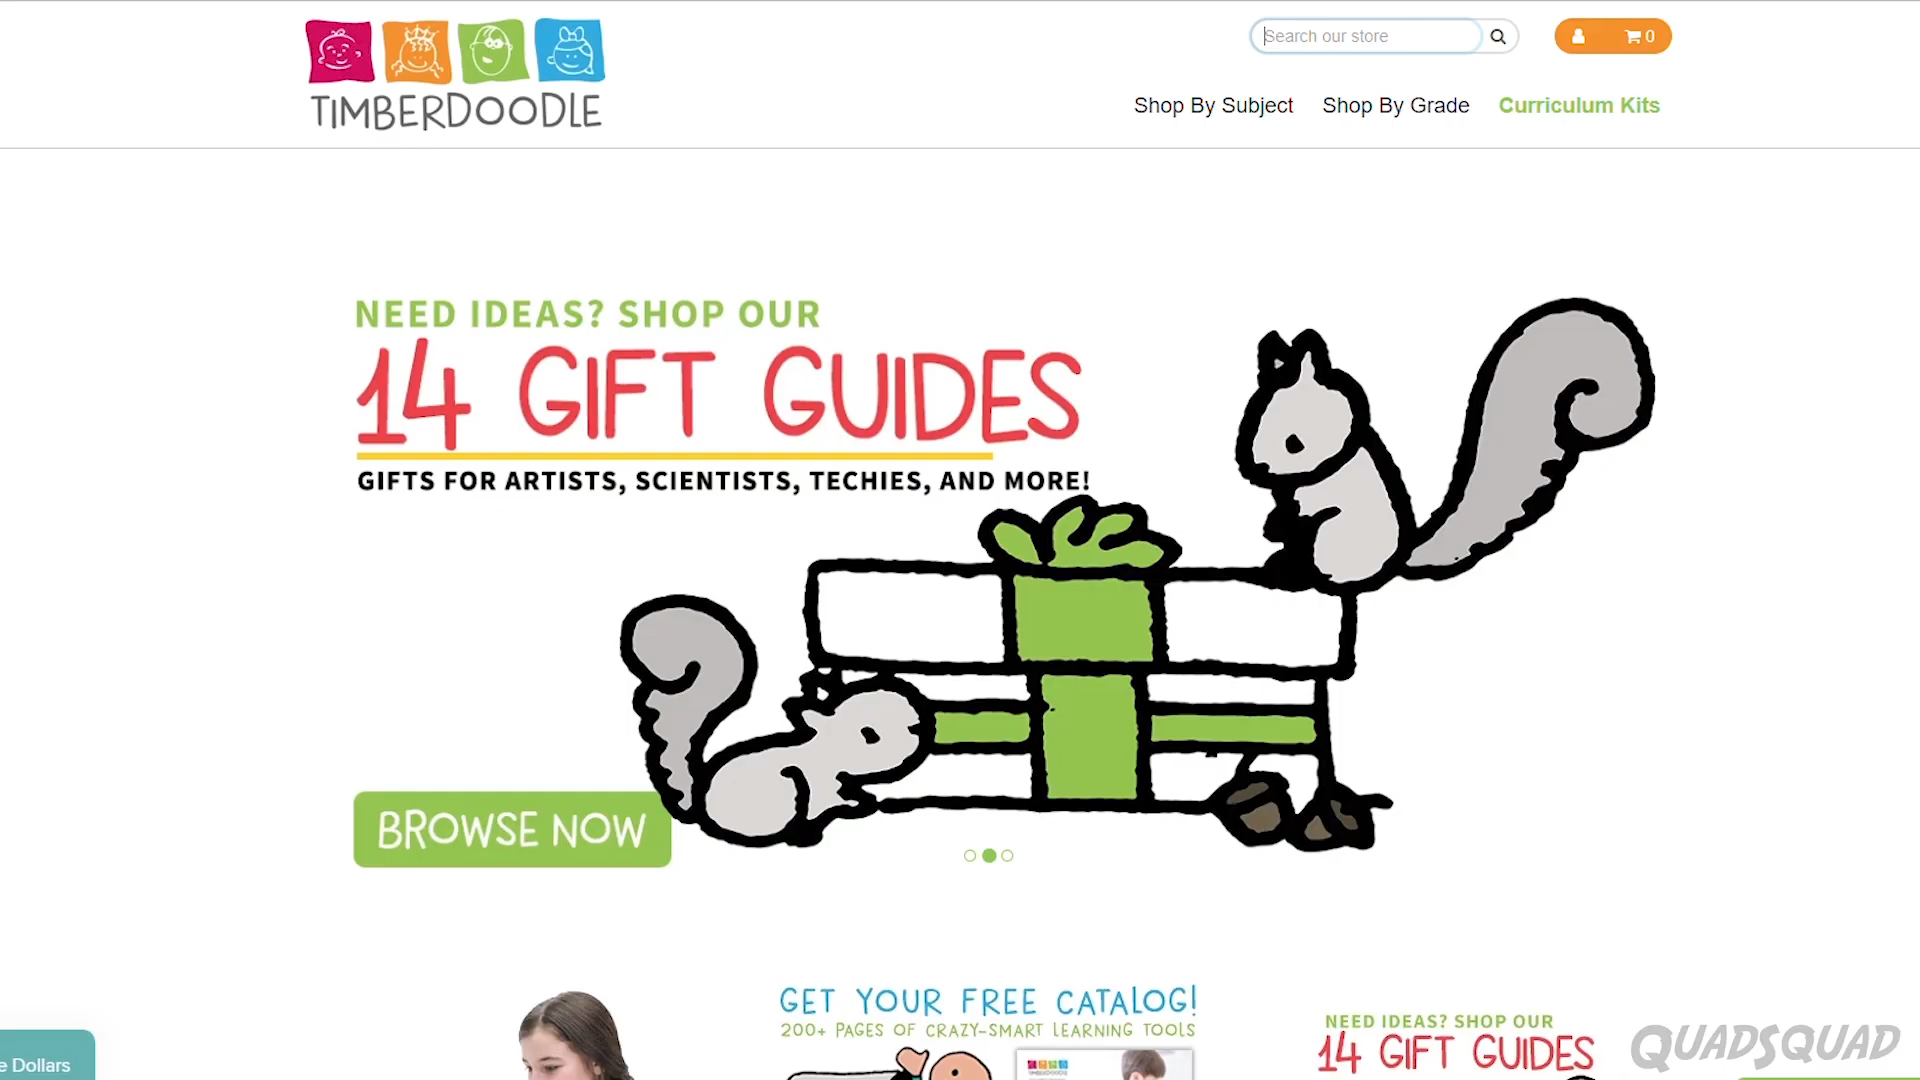 TIMBERDOODLE
Search our store
0
Shop By Subject
Shop By Grade
Curriculum Kits
NEED IDEAS? SHOP OUR
14 GIFT GUIDES
GIFTS FOR ARTISTS, SCIENTISTS, TECHIES, AND MORE!
BROWSE NOW
GET YOUR FREE CATALOG!
200+ PAGES OF CRAZY-SMART LEARNING TOOLS
TIMBERDOODLE
NEED IDEAS? SHOP OUR
14 GIFT GUIDES
e Dollars
QUADSQUAD